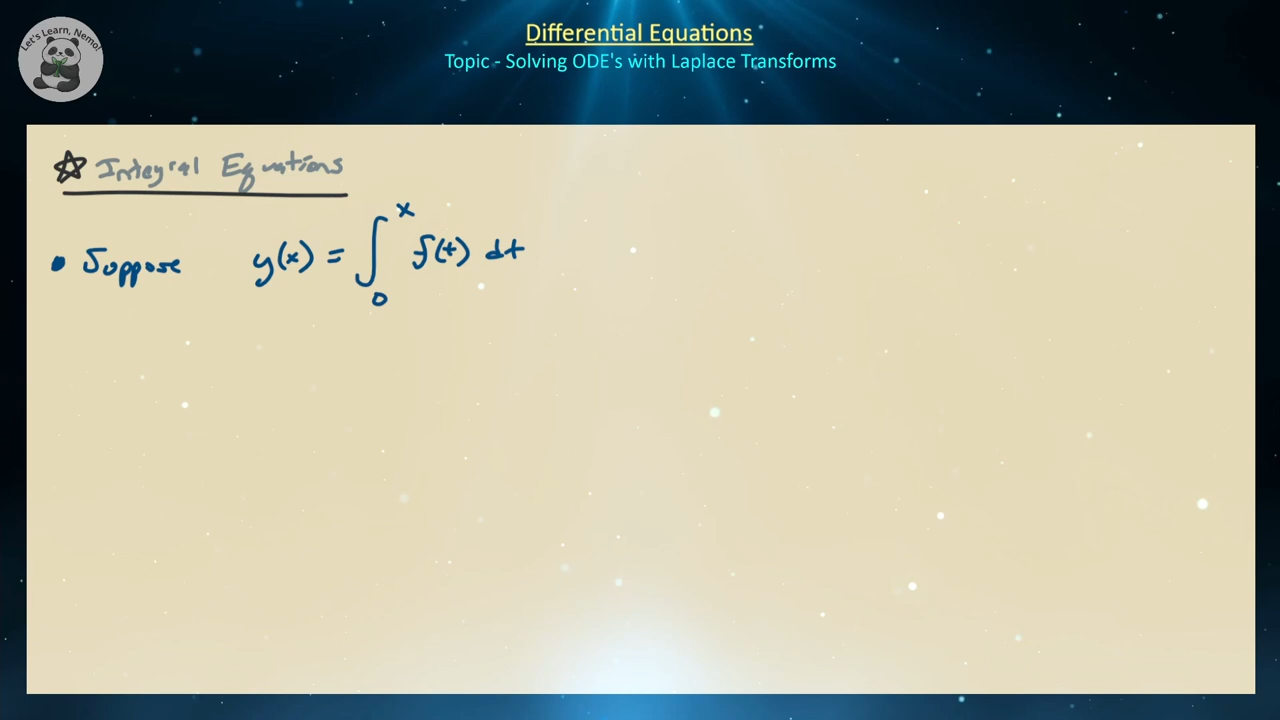 Let's Learn, Nemo!
Differential Equations
Topic - Solving ODE's with Laplace Transforms
☆ Integral Equations
• Suppose y(x) = ∫₀ˣ f(t) dt